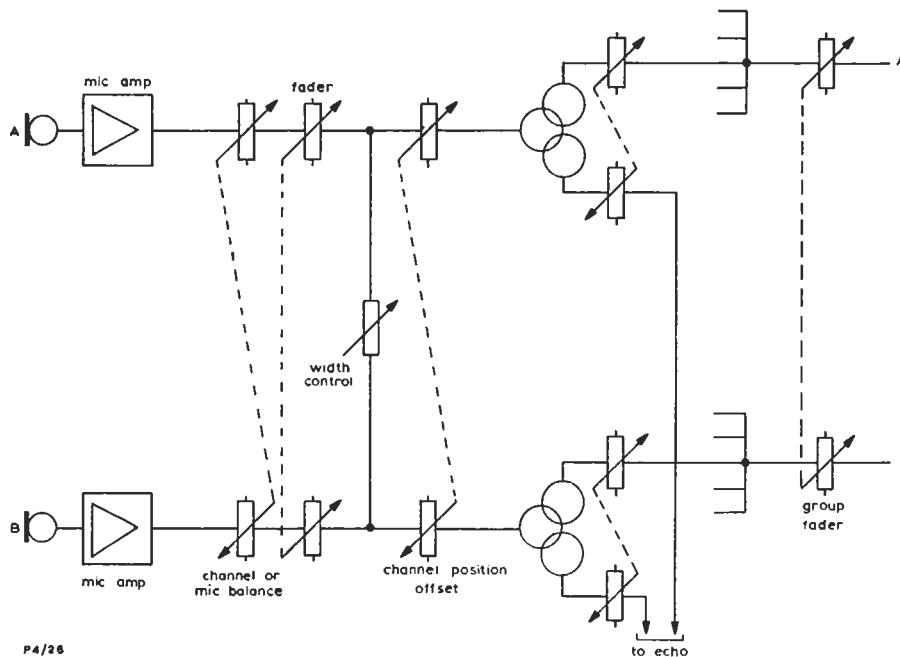 mic amp
fader
A
A
width
control
B
mic amp
channel or
mic balance
channel position
offset
group
fader
to echo
P4/26